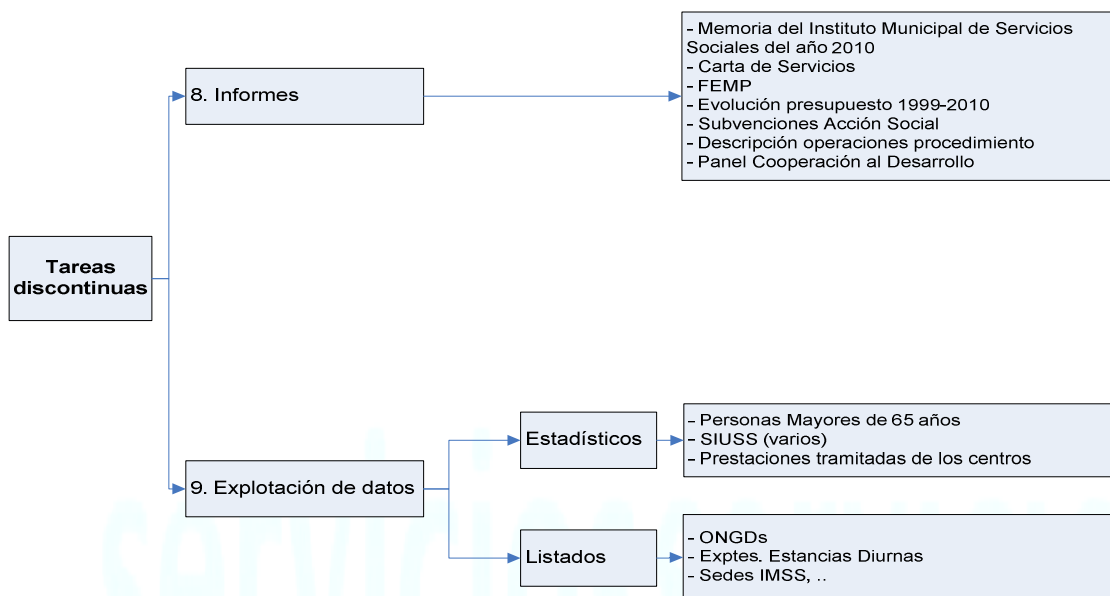 - Memoria del Instituto Municipal de Servicios
Sociales del año 2010
- Carta de Servicios
- FEMP
- Evolución presupuesto 1999-2010
- Subvenciones Acción Social
- Descripción operaciones procedimiento
- Panel Cooperación al Desarrollo
8. Informes
Tareas
discontinuas
9. Explotación de datos
Estadísticos
- Personas Mayores de 65 años
- SIUSS (varios)
- Prestaciones tramitadas de los centros
Listados
- ONGDs
- Exptes. Estancias Diurnas
- Sedes IMSS, ..